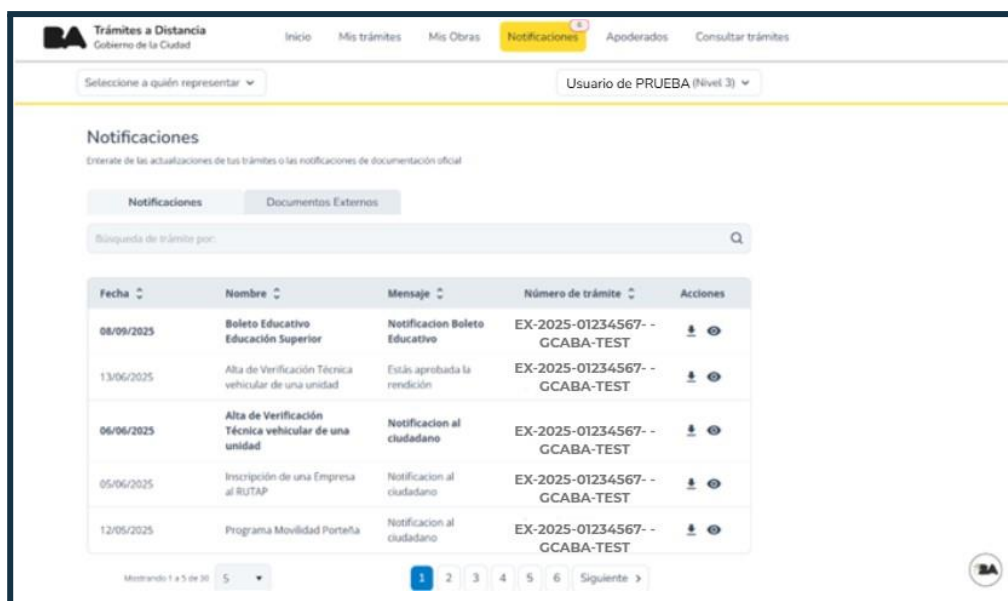 BA Trámites a Distancia
Gobierno de la Ciudad
Inicio Mis trámites Mis Obras Notificaciones 6 Apoderados Consultar trámites
Seleccione a quién representar
Usuario de PRUEBA (Nivel 3)
Notificaciones
Enterate de las actualizaciones de tus trámites o las notificaciones de documentación oficial
Notificaciones Documentos Externos
Búsqueda de trámite por:
Fecha Nombre Mensaje Número de trámite Acciones
08/09/2025
Boleto Educativo
Educación Superior
Notificacion Boleto
Educativo
EX-2025-01234567- -
GCABA-TEST
13/06/2025
Alta de Verificación Técnica
vehicular de una unidad
Estás aprobada la
rendición
EX-2025-01234567- -
GCABA-TEST
06/06/2025
Alta de Verificación
Técnica vehicular de una
unidad
Notificacion al
ciudadano
EX-2025-01234567- -
GCABA-TEST
05/06/2025
Inscripción de una Empresa
al RUTAP
Notificacion al
ciudadano
EX-2025-01234567- -
GCABA-TEST
12/05/2025
Programa Movilidad Porteña
Notificacion al
ciudadano
EX-2025-01234567- -
GCABA-TEST
Mostrando 1 a 5 de 30 5
1 2 3 4 5 6 Siguiente
BA